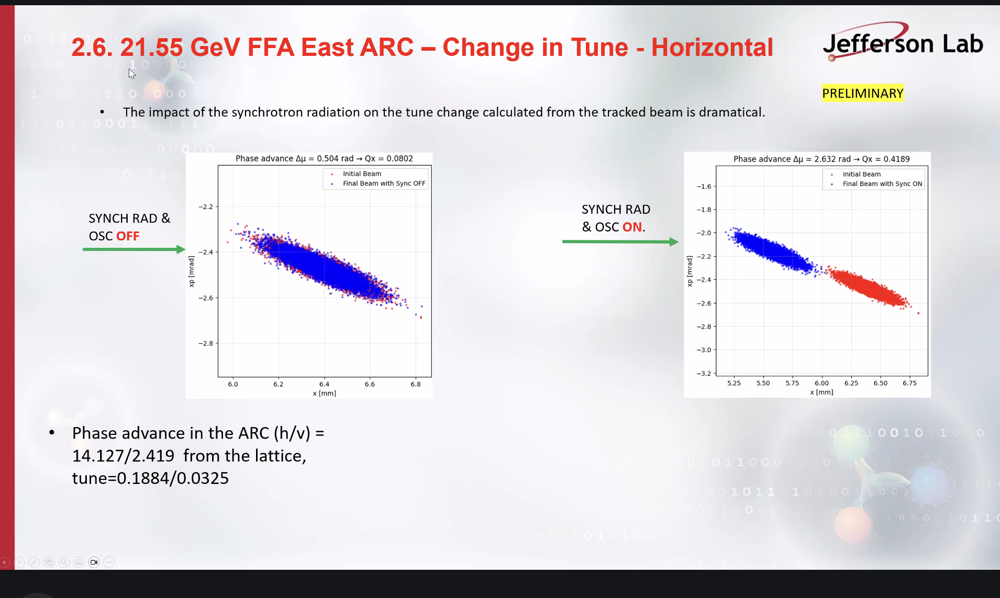 2.6. 21.55 GeV FFA East ARC – Change in Tune - Horizontal
Jefferson Lab
PRELIMINARY
• The impact of the synchrotron radiation on the tune change calculated from the tracked beam is dramatical.
SYNCH RAD &
OSC OFF
Phase advance Δμ = 0.504 rad → Qx = 0.0802
Initial Beam
Final Beam with Sync OFF
xp [mrad]
−2.2
−2.4
−2.6
−2.8
6.0 6.2 6.4 6.6 6.8
x [mm]
SYNCH RAD
& OSC ON.
Phase advance Δμ = 2.632 rad → Qx = 0.4189
Initial Beam
Final Beam with Sync ON
xp [mrad]
−1.6
−1.8
−2.0
−2.2
−2.4
−2.6
−2.8
−3.0
−3.2
5.25 5.50 5.75 6.00 6.25 6.50 6.75
x [mm]
• Phase advance in the ARC (h/v) =
14.127/2.419 from the lattice,
tune=0.1884/0.0325